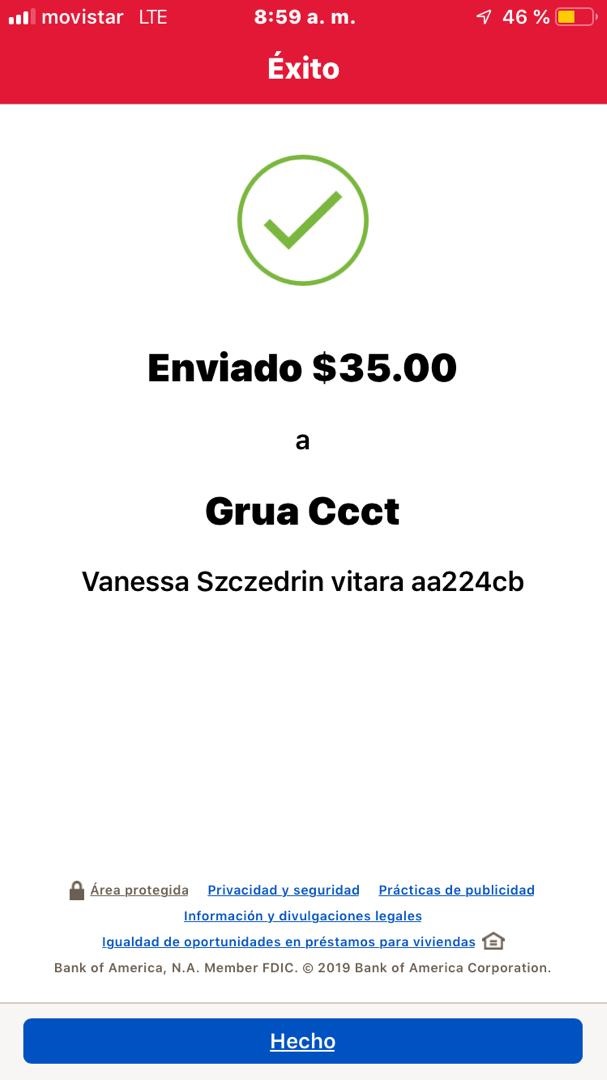 movistar LTE 8:59 a. m. 46 %
Éxito
Enviado $35.00
a
Grua Ccct
Vanessa Szczedrin vitara aa224cb
Área protegida Privacidad y seguridad Prácticas de publicidad
Información y divulgaciones legales
Igualdad de oportunidades en préstamos para viviendas
Bank of America, N.A. Member FDIC. © 2019 Bank of America Corporation.
Hecho